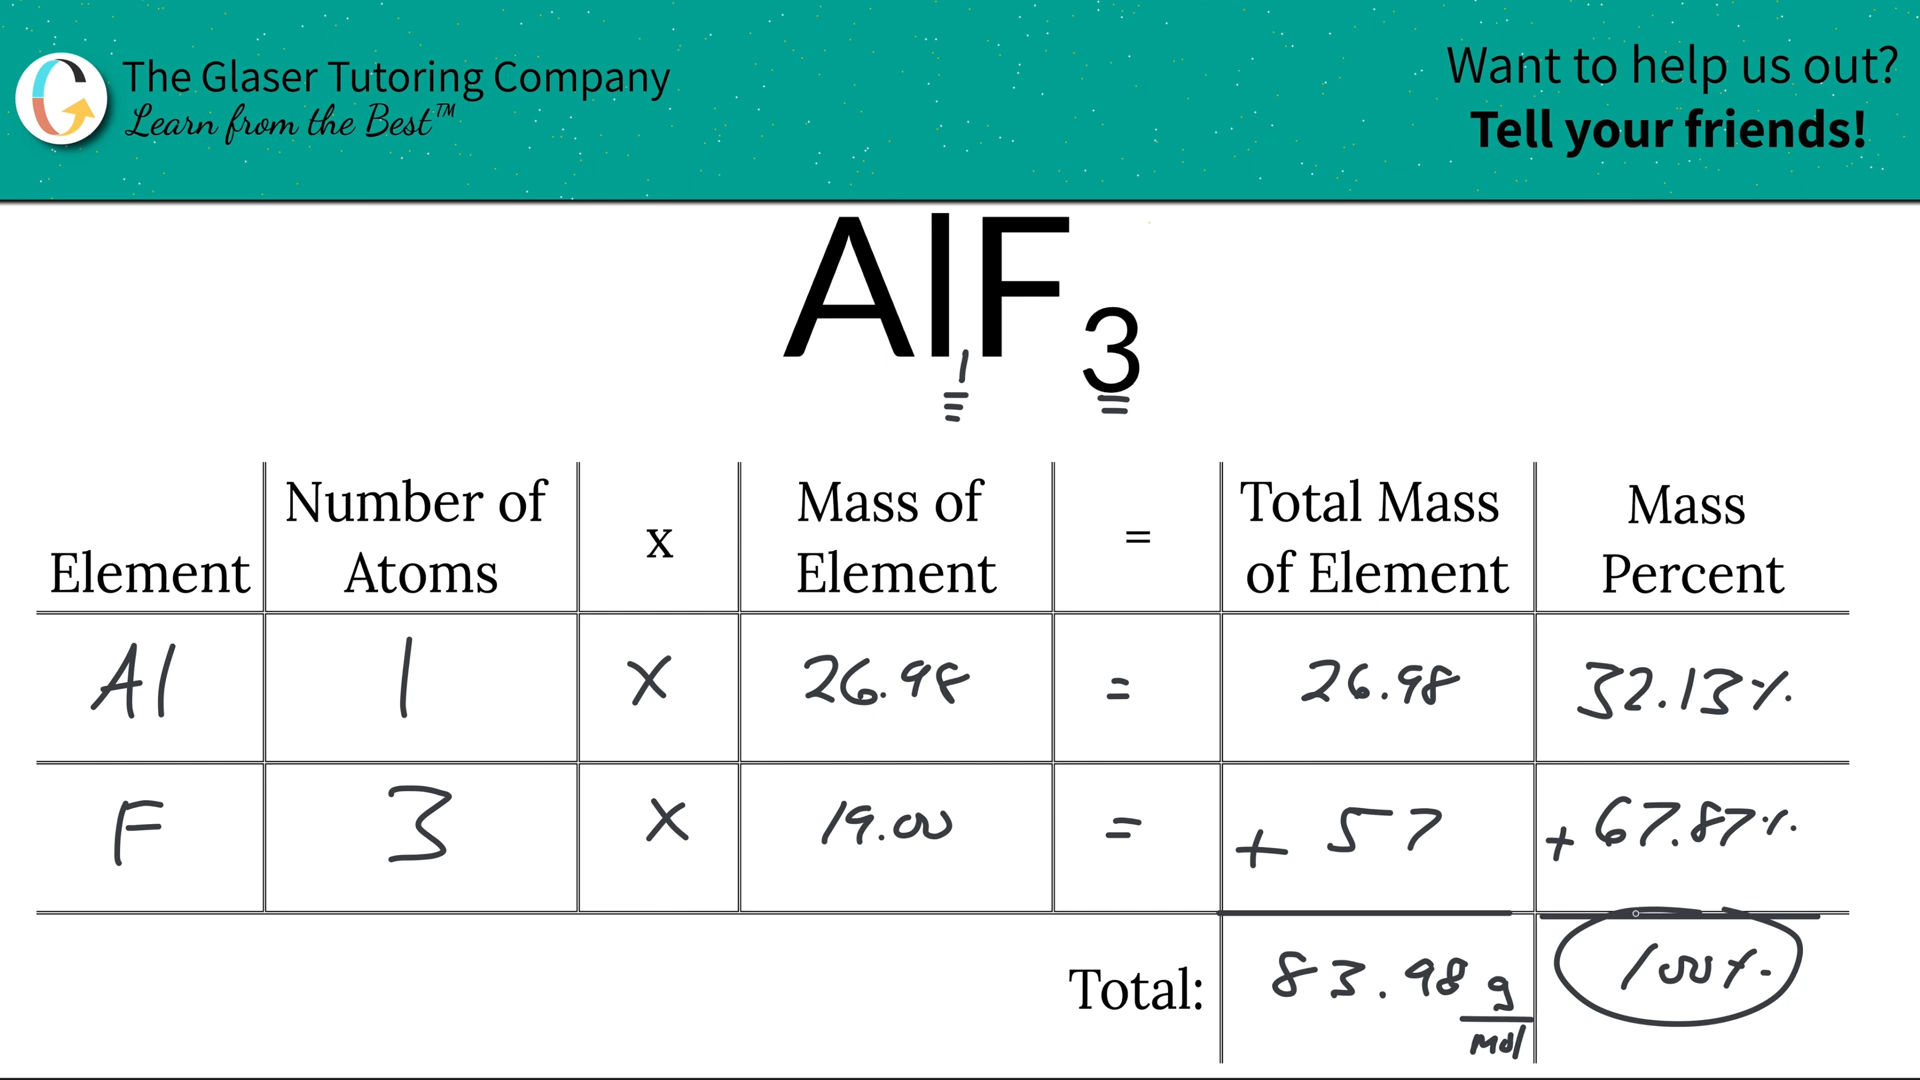 The Glaser Tutoring Company
Learn from the Best™
Want to help us out?
Tell your friends!
AlF₃
1
Element
Number of
Atoms
x
Mass of
Element
=
Total Mass
of Element
Mass
Percent
Al 1 x 26.98 = 26.98 32.13%
F 3 x 19.00 = + 57 + 67.87%
Total: 83.98 g/mol 100%